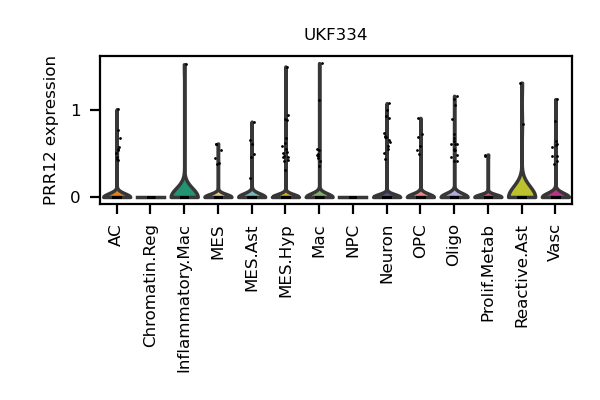 UKF334
PRR12 expression
1
0
AC
Chromatin.Reg
Inflammatory.Mac
MES
MES.Ast
MES.Hyp
Mac
NPC
Neuron
OPC
Oligo
Prolif.Metab
Reactive.Ast
Vasc